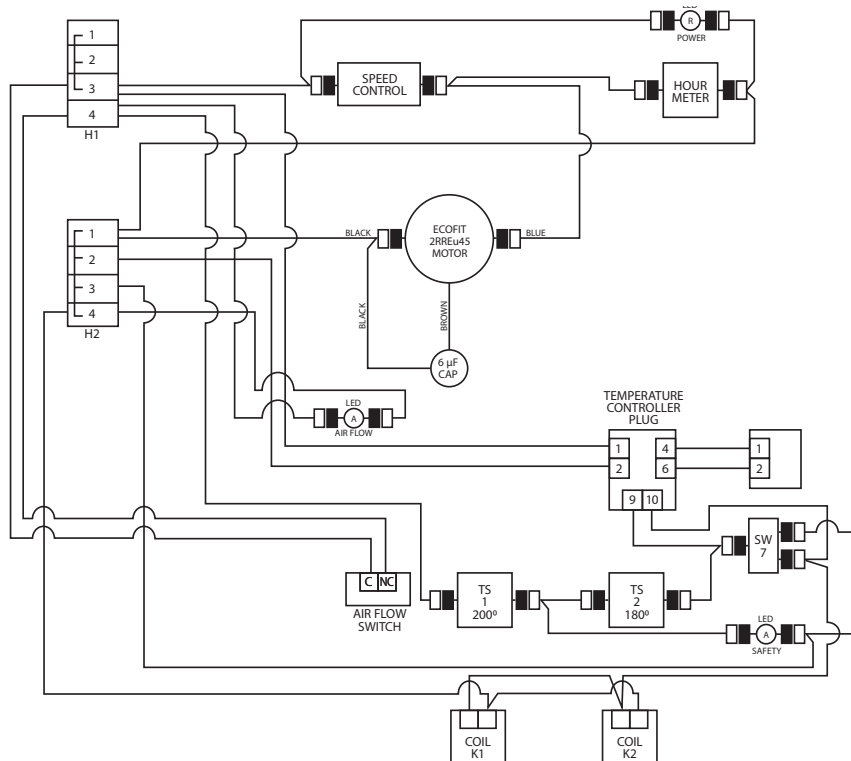 LED
R
POWER
1
2
3
4
H1
SPEED
CONTROL
HOUR
METER
1
2
3
4
H2
BLACK
ECOFIT
2RREu45
MOTOR
BLUE
BLACK
BROWN
6 µF
CAP
LED
A
AIR FLOW
TEMPERATURE
CONTROLLER
PLUG
1
2
4
6
9
10
1
2
SW
7
C
NC
AIR FLOW
SWITCH
TS
1
200º
TS
2
180º
LED
A
SAFETY
COIL
K1
COIL
K2